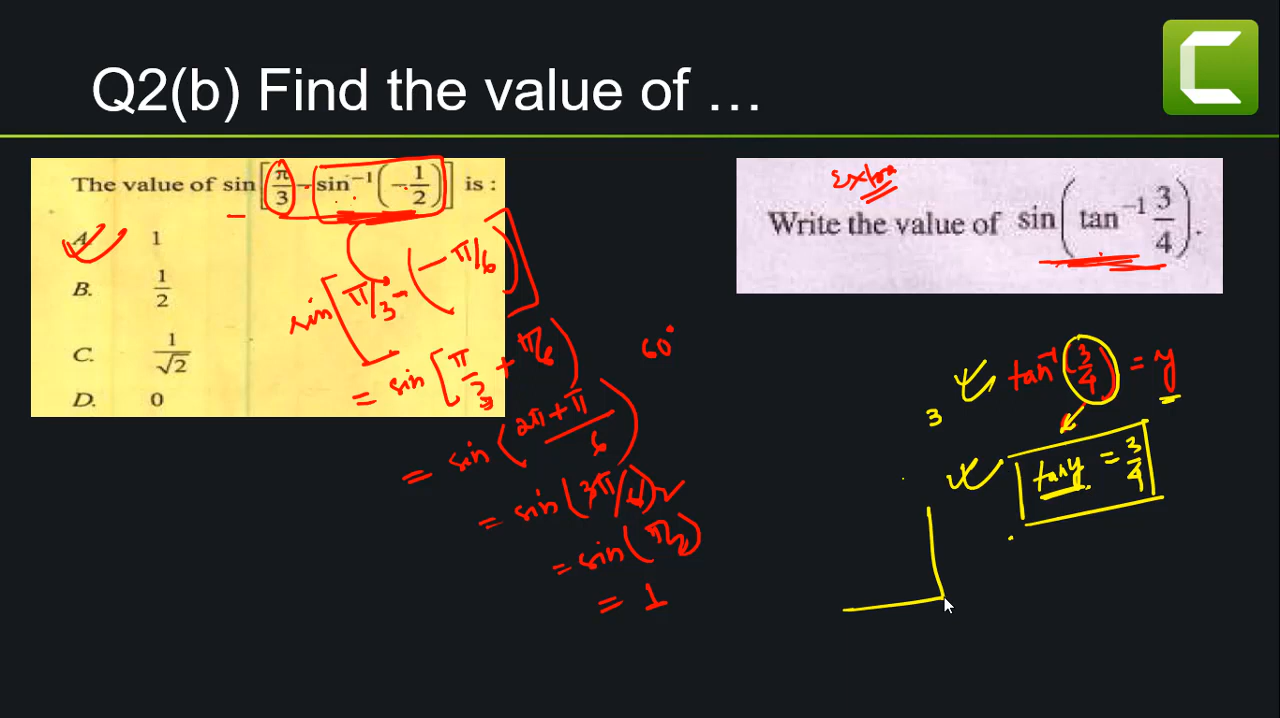 Q2(b) Find the value of …
The value of sin[π/3 - sin⁻¹(-1/2)] is :
A. 1
B. 1/2
C. 1/√2
D. 0
sin[π/3 - (-π/6)]
= sin[π/3 + π/6)
= sin(2π+π/6)
= sin(3π/6)
= sin(π/2)
= 1
60°
Extra
Write the value of sin(tan⁻¹ 3/4).
tan⁻¹(3/4) = y
3
tany = 3/4